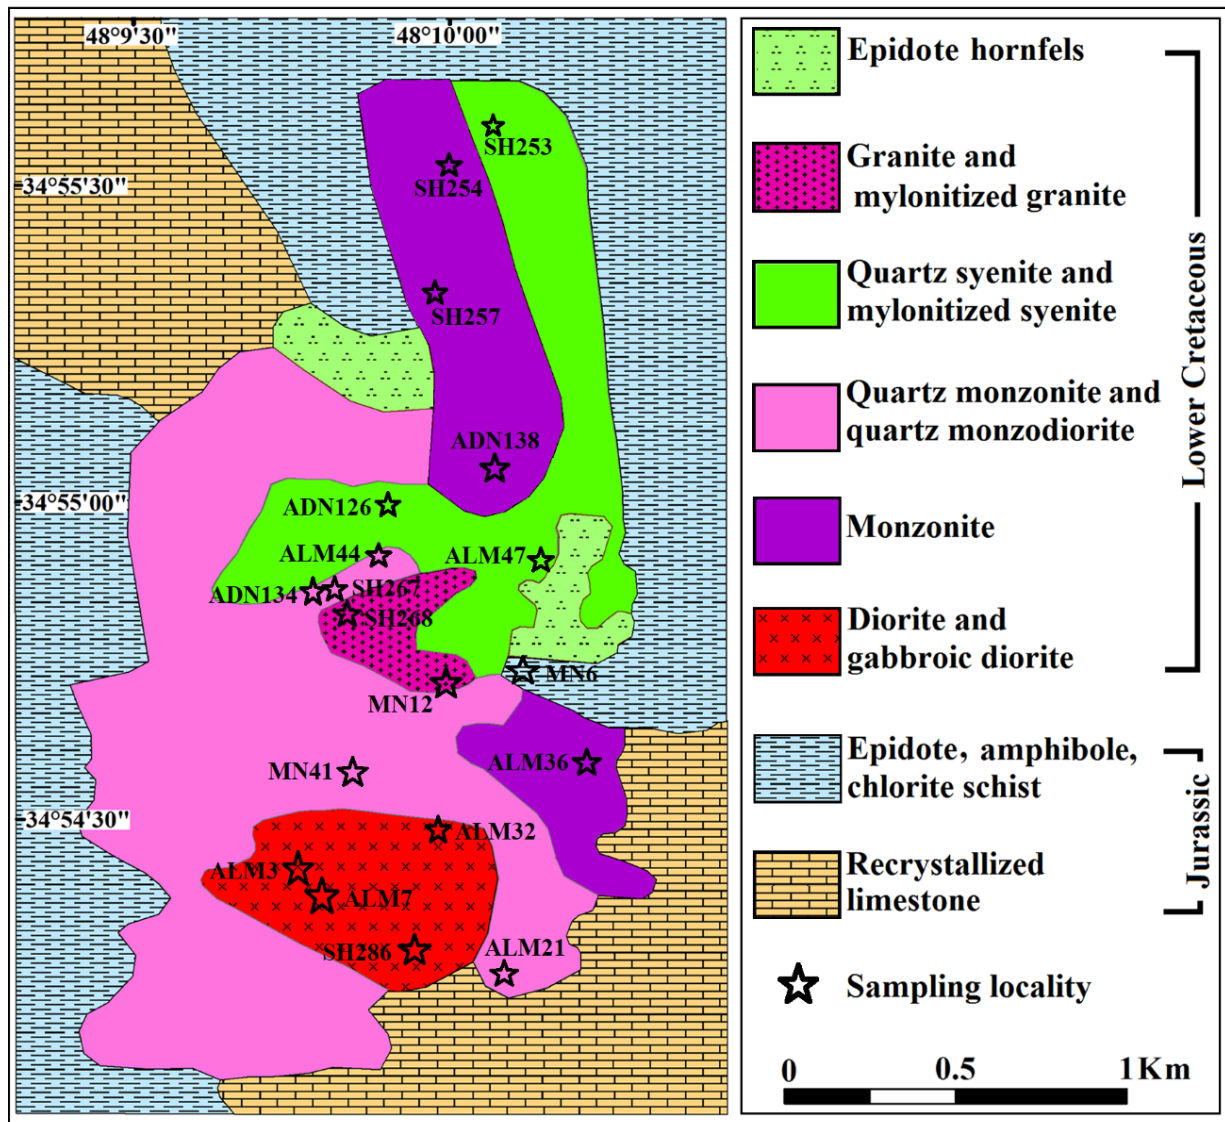 48°9'30"
48°10'00"
SH253
SH254
34°55'30"
SH257
ADN138
34°55'00"
ADN126
ALM44
ALM47
ADN134
SH267
SH268
MN6
MN12
MN41
ALM36
34°54'30"
ALM32
ALM3
ALM7
SH286
ALM21
Epidote hornfels
Granite and
mylonitized granite
Quartz syenite and
mylonitized syenite
Quartz monzonite and
quartz monzodiorite
Monzonite
Diorite and
gabbroic diorite
Lower Cretaceous
Epidote, amphibole,
chlorite schist
Recrystallized
limestone
Jurassic
Sampling locality
0 0.5 1Km